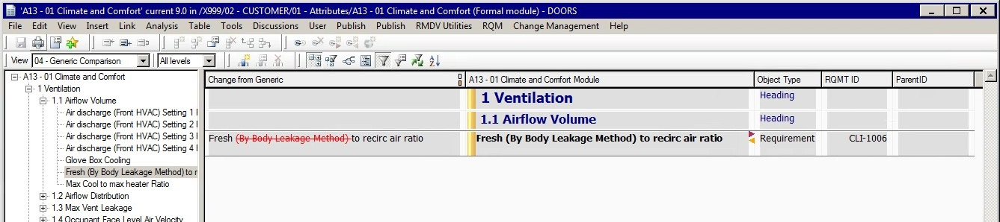 'A13 - 01 Climate and Comfort' current 9.0 in /X999/02 - CUSTOMER/01 - Attributes/A13 - 01 Climate and Comfort (Formal module) - DOORS
File Edit View Insert Link Analysis Table Tools Discussions User Publish Publish RMDV Utilities RQM Change Management Help
View 04 - Generic Comparison All levels
A13 - 01 Climate and Comfort
1 Ventilation
1.1 Airflow Volume
Air discharge (Front HVAC) Setting 1
Air discharge (Front HVAC) Setting 2
Air discharge (Front HVAC) Setting 3
Air discharge (Front HVAC) Setting 4
Glove Box Cooling
Fresh (By Body Leakage Method) to r
Max Cool to max heater Ratio
1.2 Airflow Distribution
1.3 Max Vent Leakage
1.4 Occupant Face Level Air Velocity
Change from Generic A13 - 01 Climate and Comfort Module Object Type RQMT ID ParentID
1 Ventilation Heading
1.1 Airflow Volume Heading
Fresh (By Body Leakage Method) to recirc air ratio Fresh (By Body Leakage Method) to recirc air ratio Requirement CLI-1006